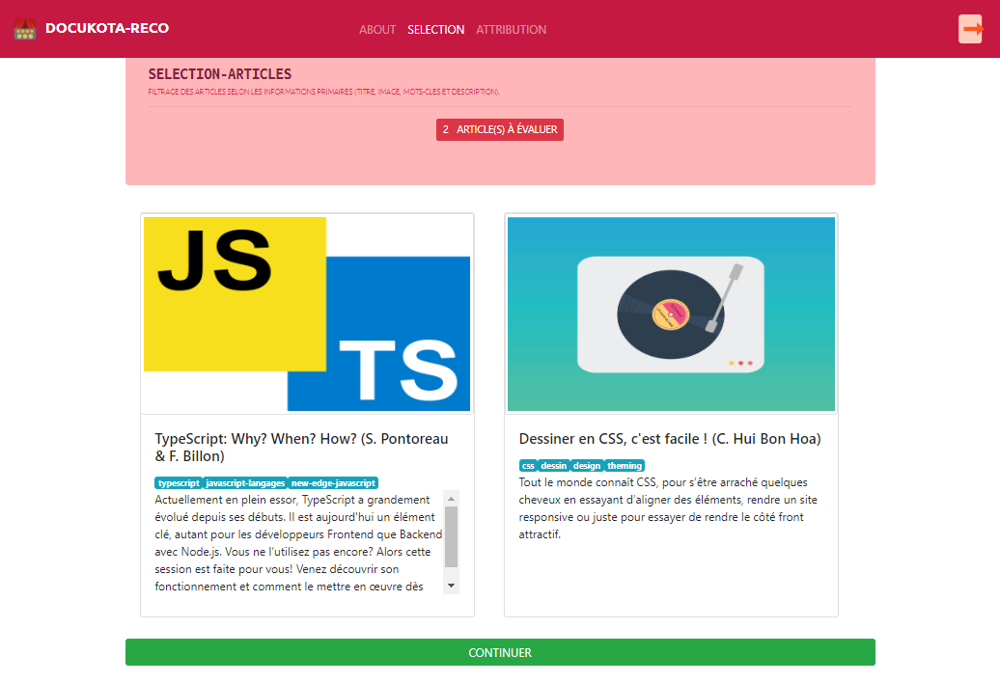 DOCUKOTA-RECO
ABOUT SELECTION ATTRIBUTION
SELECTION-ARTICLES
FILTRAGE DES ARTICLES SELON LES INFORMATIONS PRIMAIRES (TITRE, IMAGE, MOTS-CLES ET DESCRIPTION).
2 ARTICLE(S) À ÉVALUER
JS
TS
TypeScript: Why? When? How? (S. Pontoreau
& F. Billon)
typescript javascript-langages new-edge-javascript
Actuellement en plein essor, TypeScript a grandement
évolué depuis ses débuts. Il est aujourd'hui un élément
clé, autant pour les développeurs Frontend que Backend
avec Node.js. Vous ne l'utilisez pas encore? Alors cette
session est faite pour vous! Venez découvrir son
fonctionnement et comment le mettre en œuvre dès
Dessiner en CSS, c'est facile ! (C. Hui Bon Hoa)
css dessin design theming
Tout le monde connaît CSS, pour s’être arraché quelques
cheveux en essayant d’aligner des éléments, rendre un site
responsive ou juste pour essayer de rendre le côté front
attractif.
CONTINUER